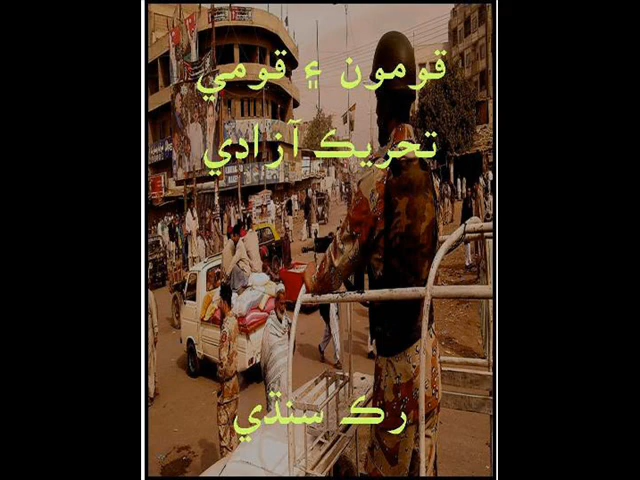 قومون ۽ قومي
تحريڪ آزادي
رڪ سنڌي